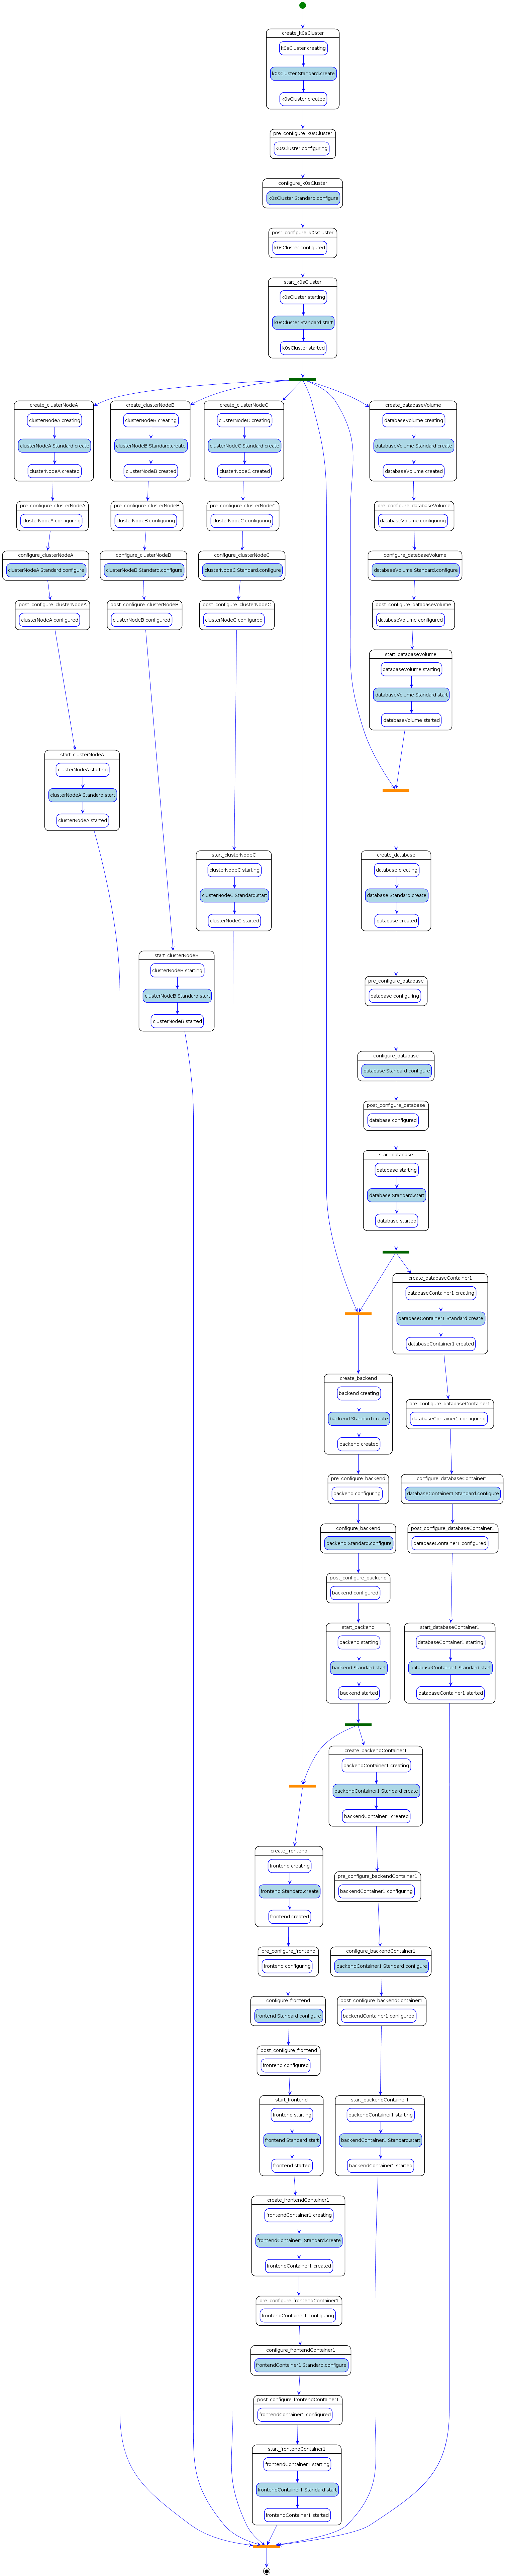 create_k0sCluster
k0sCluster creating
k0sCluster Standard.create
k0sCluster created
pre_configure_k0sCluster
k0sCluster configuring
configure_k0sCluster
k0sCluster Standard.configure
post_configure_k0sCluster
k0sCluster configured
start_k0sCluster
k0sCluster starting
k0sCluster Standard.start
k0sCluster started
create_clusterNodeA
clusterNodeA creating
clusterNodeA Standard.create
clusterNodeA created
pre_configure_clusterNodeA
clusterNodeA configuring
configure_clusterNodeA
clusterNodeA Standard.configure
post_configure_clusterNodeA
clusterNodeA configured
start_clusterNodeA
clusterNodeA starting
clusterNodeA Standard.start
clusterNodeA started
create_clusterNodeB
clusterNodeB creating
clusterNodeB Standard.create
clusterNodeB created
pre_configure_clusterNodeB
clusterNodeB configuring
configure_clusterNodeB
clusterNodeB Standard.configure
post_configure_clusterNodeB
clusterNodeB configured
start_clusterNodeB
clusterNodeB starting
clusterNodeB Standard.start
clusterNodeB started
create_clusterNodeC
clusterNodeC creating
clusterNodeC Standard.create
clusterNodeC created
pre_configure_clusterNodeC
clusterNodeC configuring
configure_clusterNodeC
clusterNodeC Standard.configure
post_configure_clusterNodeC
clusterNodeC configured
start_clusterNodeC
clusterNodeC starting
clusterNodeC Standard.start
clusterNodeC started
create_databaseVolume
databaseVolume creating
databaseVolume Standard.create
databaseVolume created
pre_configure_databaseVolume
databaseVolume configuring
configure_databaseVolume
databaseVolume Standard.configure
post_configure_databaseVolume
databaseVolume configured
start_databaseVolume
databaseVolume starting
databaseVolume Standard.start
databaseVolume started
create_database
database creating
database Standard.create
database created
pre_configure_database
database configuring
configure_database
database Standard.configure
post_configure_database
database configured
start_database
database starting
database Standard.start
database started
create_databaseContainer1
databaseContainer1 creating
databaseContainer1 Standard.create
databaseContainer1 created
pre_configure_databaseContainer1
databaseContainer1 configuring
configure_databaseContainer1
databaseContainer1 Standard.configure
post_configure_databaseContainer1
databaseContainer1 configured
start_databaseContainer1
databaseContainer1 starting
databaseContainer1 Standard.start
databaseContainer1 started
create_backend
backend creating
backend Standard.create
backend created
pre_configure_backend
backend configuring
configure_backend
backend Standard.configure
post_configure_backend
backend configured
start_backend
backend starting
backend Standard.start
backend started
create_backendContainer1
backendContainer1 creating
backendContainer1 Standard.create
backendContainer1 created
pre_configure_backendContainer1
backendContainer1 configuring
configure_backendContainer1
backendContainer1 Standard.configure
post_configure_backendContainer1
backendContainer1 configured
start_backendContainer1
backendContainer1 starting
backendContainer1 Standard.start
backendContainer1 started
create_frontend
frontend creating
frontend Standard.create
frontend created
pre_configure_frontend
frontend configuring
configure_frontend
frontend Standard.configure
post_configure_frontend
frontend configured
start_frontend
frontend starting
frontend Standard.start
frontend started
create_frontendContainer1
frontendContainer1 creating
frontendContainer1 Standard.create
frontendContainer1 created
pre_configure_frontendContainer1
frontendContainer1 configuring
configure_frontendContainer1
frontendContainer1 Standard.configure
post_configure_frontendContainer1
frontendContainer1 configured
start_frontendContainer1
frontendContainer1 starting
frontendContainer1 Standard.start
frontendContainer1 started